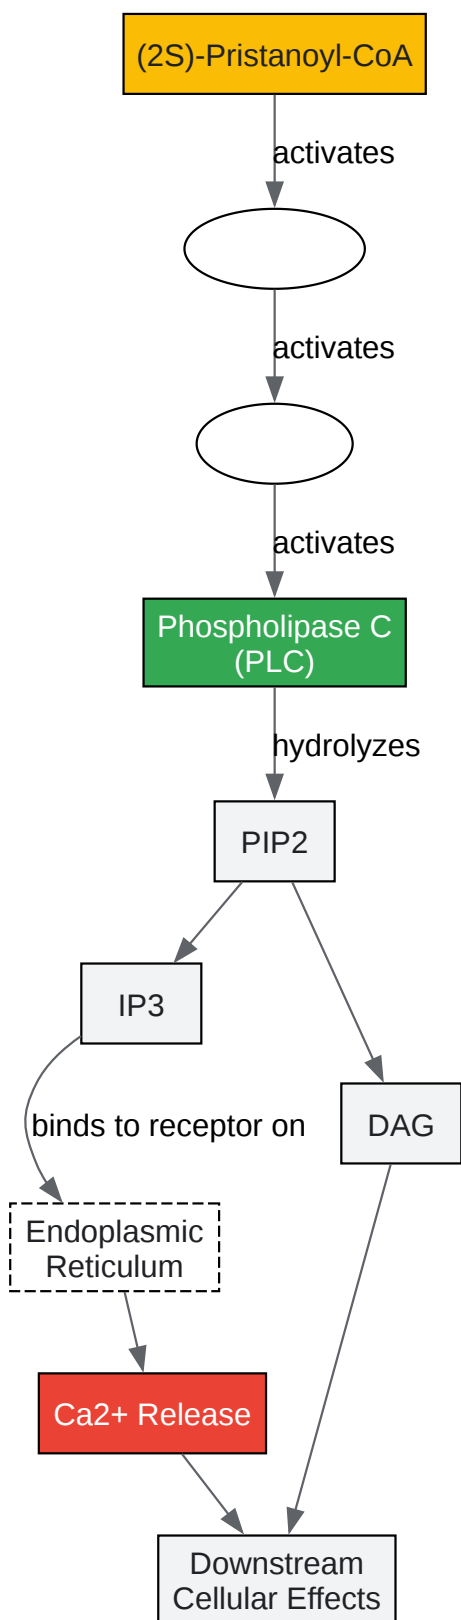 (2S)-Pristanoyl-CoA
activates
activates
activates
Phospholipase C
(PLC)
hydrolyzes
PIP2
IP3
DAG
binds to receptor on
Endoplasmic
Reticulum
Ca2+ Release
Downstream
Cellular Effects